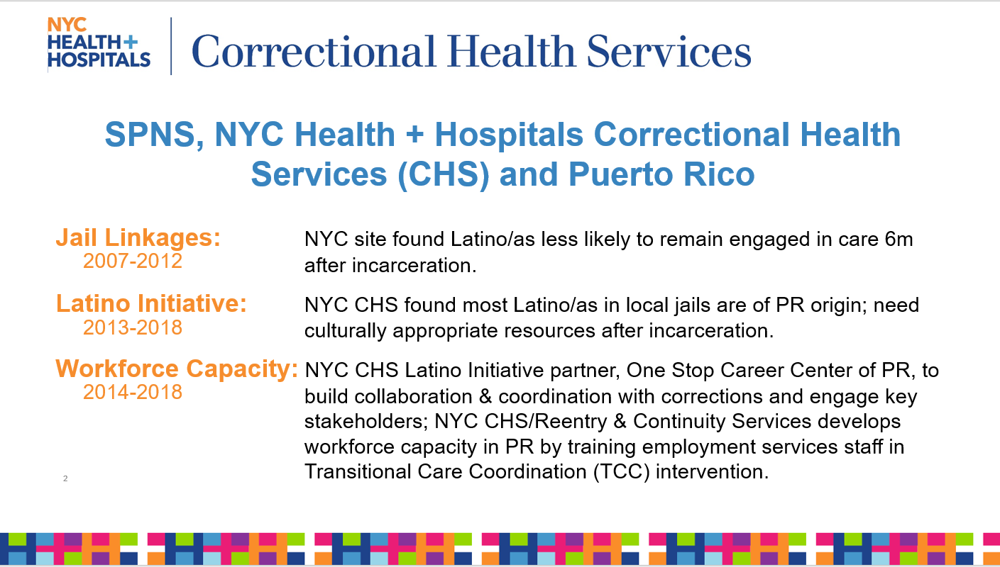 NYC
HEALTH+
HOSPITALS
Correctional Health Services
SPNS, NYC Health + Hospitals Correctional Health
Services (CHS) and Puerto Rico
Jail Linkages:
2007-2012
NYC site found Latino/as less likely to remain engaged in care 6m
after incarceration.
Latino Initiative:
2013-2018
NYC CHS found most Latino/as in local jails are of PR origin; need
culturally appropriate resources after incarceration.
Workforce Capacity:
2014-2018
NYC CHS Latino Initiative partner, One Stop Career Center of PR, to
build collaboration & coordination with corrections and engage key
stakeholders; NYC CHS/Reentry & Continuity Services develops
workforce capacity in PR by training employment services staff in
Transitional Care Coordination (TCC) intervention.
2